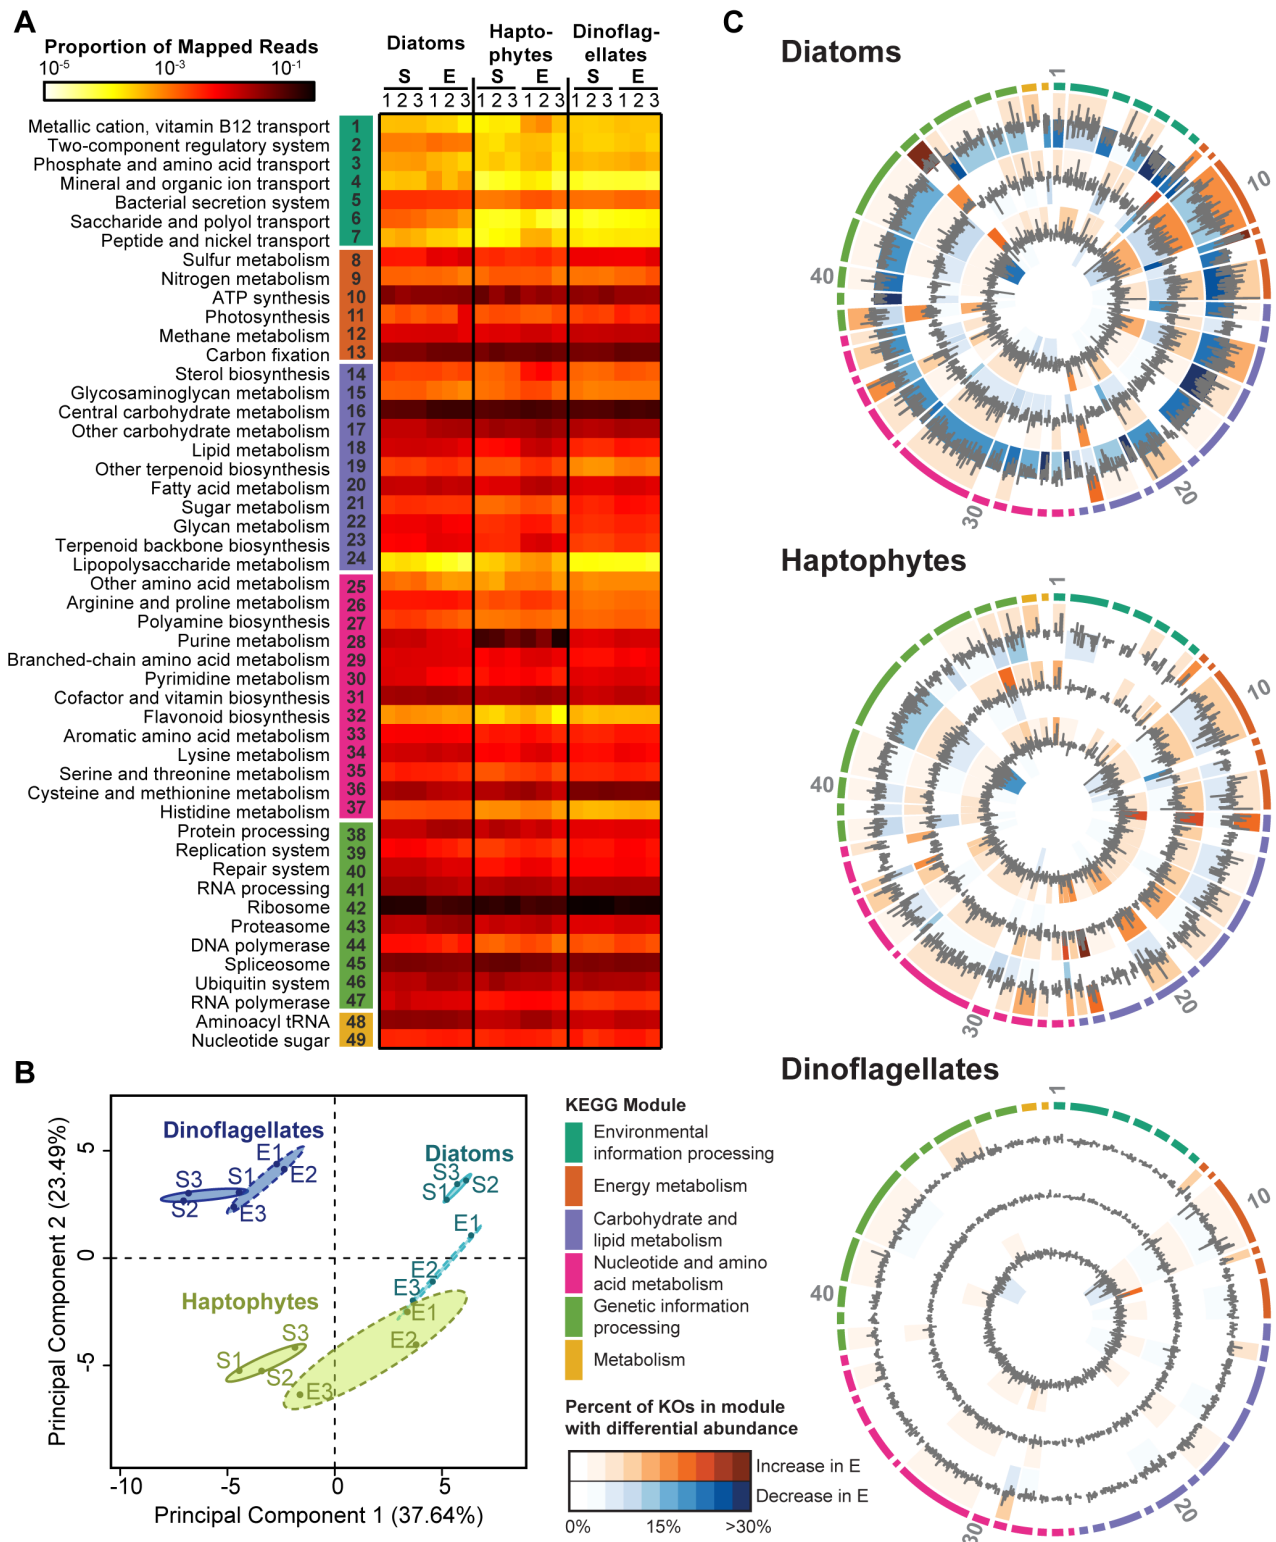 A
Proportion of Mapped Reads
10-5 10-3 10-1
Diatoms
Hapto-
phytes
Dinoflag-
ellates
S E S E S E
1 2 3 1 2 3 1 2 3 1 2 3 1 2 3 1 2 3
Metallic cation, vitamin B12 transport 1
Two-component regulatory system 2
Phosphate and amino acid transport 3
Mineral and organic ion transport 4
Bacterial secretion system 5
Saccharide and polyol transport 6
Peptide and nickel transport 7
Sulfur metabolism 8
Nitrogen metabolism 9
ATP synthesis 10
Photosynthesis 11
Methane metabolism 12
Carbon fixation 13
Sterol biosynthesis 14
Glycosaminoglycan metabolism 15
Central carbohydrate metabolism 16
Other carbohydrate metabolism 17
Lipid metabolism 18
Other terpenoid biosynthesis 19
Fatty acid metabolism 20
Sugar metabolism 21
Glycan metabolism 22
Terpenoid backbone biosynthesis 23
Lipopolysaccharide metabolism 24
Other amino acid metabolism 25
Arginine and proline metabolism 26
Polyamine biosynthesis 27
Purine metabolism 28
Branched-chain amino acid metabolism 29
Pyrimidine metabolism 30
Cofactor and vitamin biosynthesis 31
Flavonoid biosynthesis 32
Aromatic amino acid metabolism 33
Lysine metabolism 34
Serine and threonine metabolism 35
Cysteine and methionine metabolism 36
Histidine metabolism 37
Protein processing 38
Replication system 39
Repair system 40
RNA processing 41
Ribosome 42
Proteasome 43
DNA polymerase 44
Spliceosome 45
Ubiquitin system 46
RNA polymerase 47
Aminoacyl tRNA 48
Nucleotide sugar 49
B
Principal Component 2 (23.49%)
5
0
-5
Dinoflagellates
E1
S3 S1 E2
S2 E3
Diatoms
S3
S1 S2
E1
E2
E3
Haptophytes
E1
S3 E2
S1
S2 E3
-10 -5 0 5
Principal Component 1 (37.64%)
KEGG Module
Environmental
information processing
Energy metabolism
Carbohydrate and
lipid metabolism
Nucleotide and amino
acid metabolism
Genetic information
processing
Metabolism
Percent of KOs in module
with differential abundance
Increase in E
Decrease in E
0% 15% >30%
C
Diatoms
1
10
20
30
40
Haptophytes
1
10
20
30
40
Dinoflagellates
1
10
20
30
40